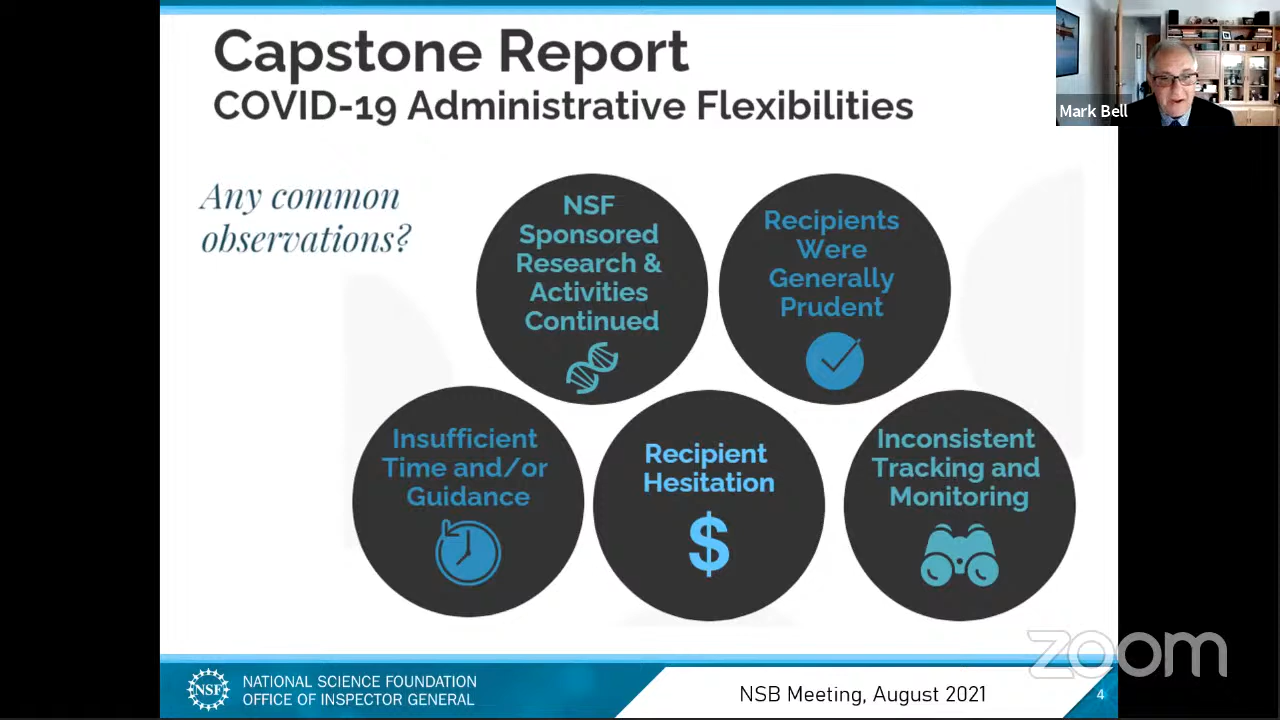 Capstone Report
COVID-19 Administrative Flexibilities
Mark Bell
Any common
observations?
NSF
Sponsored
Research &
Activities
Continued
Recipients
Were
Generally
Prudent
Insufficient
Time and/or
Guidance
Recipient
Hesitation
$
Inconsistent
Tracking and
Monitoring
zoom
NSF
NATIONAL SCIENCE FOUNDATION
OFFICE OF INSPECTOR GENERAL
NSB Meeting, August 2021
4